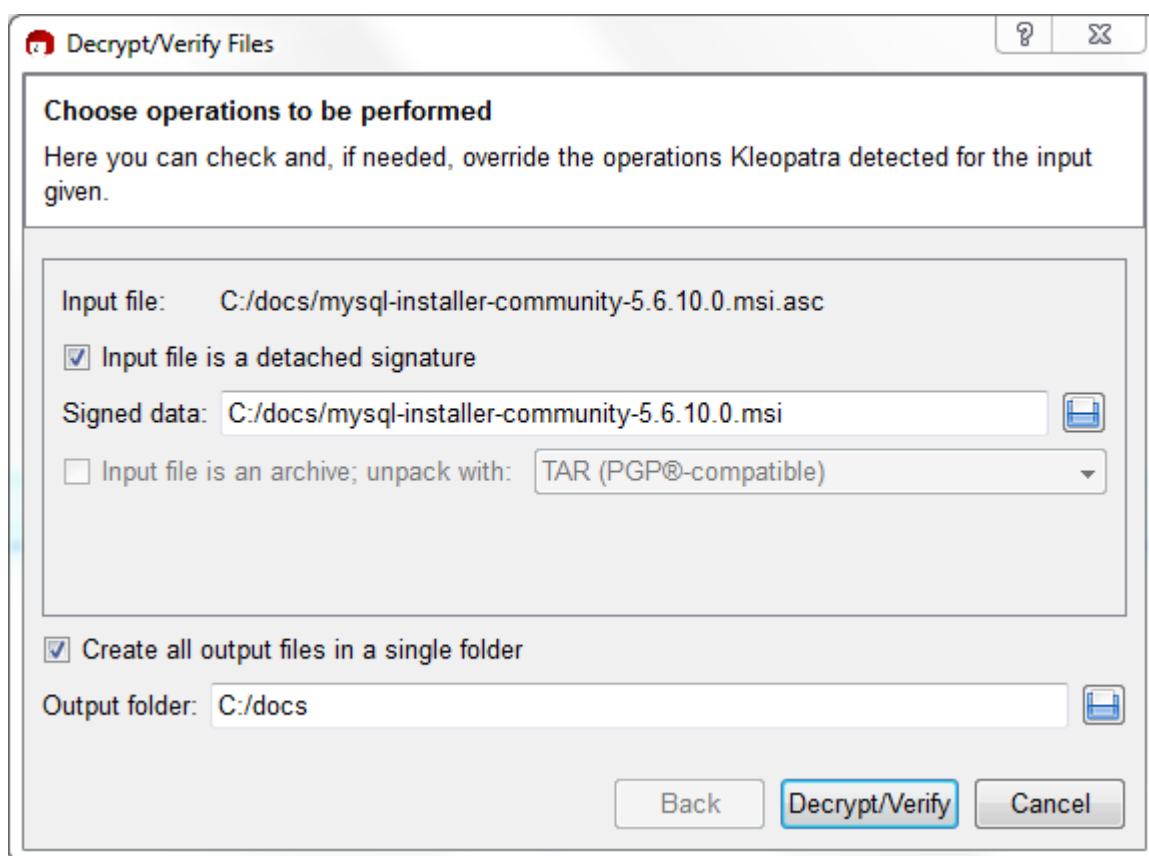 Decrypt/Verify Files
Choose operations to be performed
Here you can check and, if needed, override the operations Kleopatra detected for the input
given.
Input file: C:/docs/mysql-installer-community-5.6.10.0.msi.asc
Input file is a detached signature
Signed data: C:/docs/mysql-installer-community-5.6.10.0.msi
Input file is an archive; unpack with: TAR (PGP®-compatible)
Create all output files in a single folder
Output folder: C:/docs
Back Decrypt/Verify Cancel